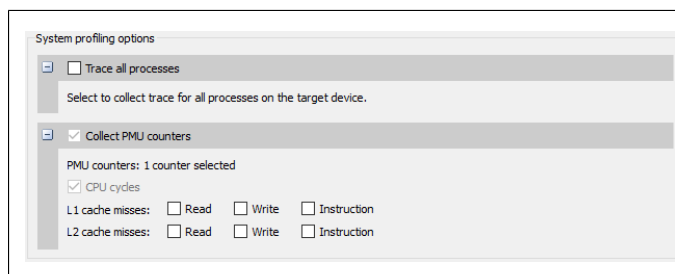 System profiling options
Trace all processes
Select to collect trace for all processes on the target device.
Collect PMU counters
PMU counters: 1 counter selected
CPU cycles
L1 cache misses: Read Write Instruction
L2 cache misses: Read Write Instruction